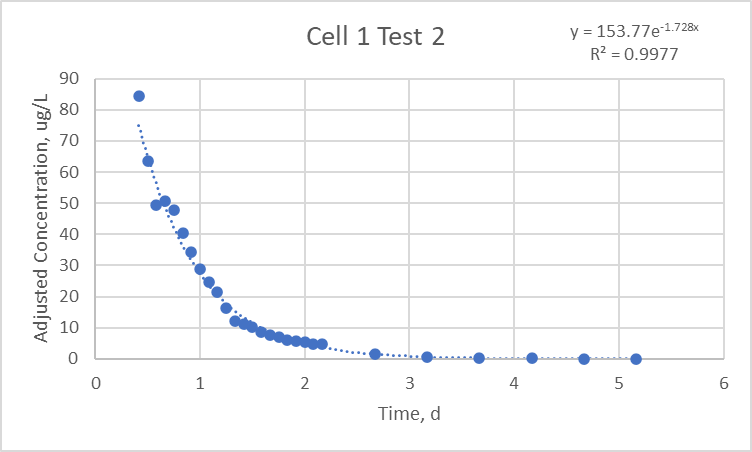 Cell 1 Test 2
y = 153.77e^-1.728x
R² = 0.9977
Adjusted Concentration, ug/L
90
80
70
60
50
40
30
20
10
0
0 1 2 3 4 5 6
Time, d